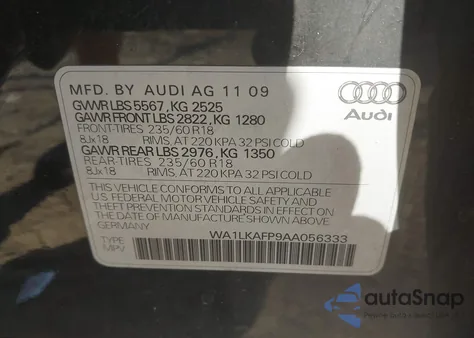 MFD. BY AUDI AG 11 09
GVWR LBS 5567, KG 2525
GAWR FRONT LBS 2822, KG 1280
FRONT-TIRES 235/60 R18
8Jx18 RIMS, AT 220 KPA 32 PSI COLD
GAWR REAR LBS 2976, KG 1350
REAR-TIRES 235/60 R18
8Jx18 RIMS, AT 220 KPA 32 PSI COLD
THIS VEHICLE CONFORMS TO ALL APPLICABLE
U.S FEDERAL MOTOR VEHICLE SAFETY AND
THEFT PREVENTION STANDARDS IN EFFECT ON
THE DATE OF MANUFACTURE SHOWN ABOVE.
GERMANY WA1LKAFP9AA056333
TYPE: MPV
Audi
autoSnap